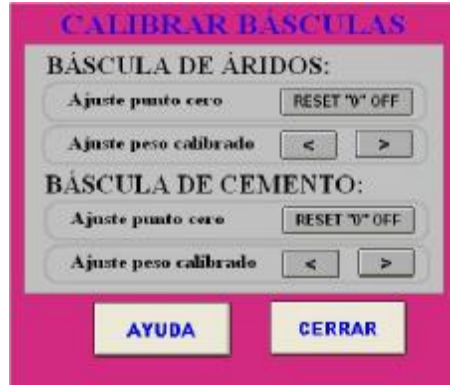 CALIBRAR BÁSCULAS
BÁSCULA DE ÀRIDOS:
Ajuste punto cero RESET "0" OFF
Ajuste peso calibrado < >
BÁSCULA DE CEMENTO:
Ajuste punto cero RESET "0" OFF
Ajuste peso calibrado < >
AYUDA CERRAR